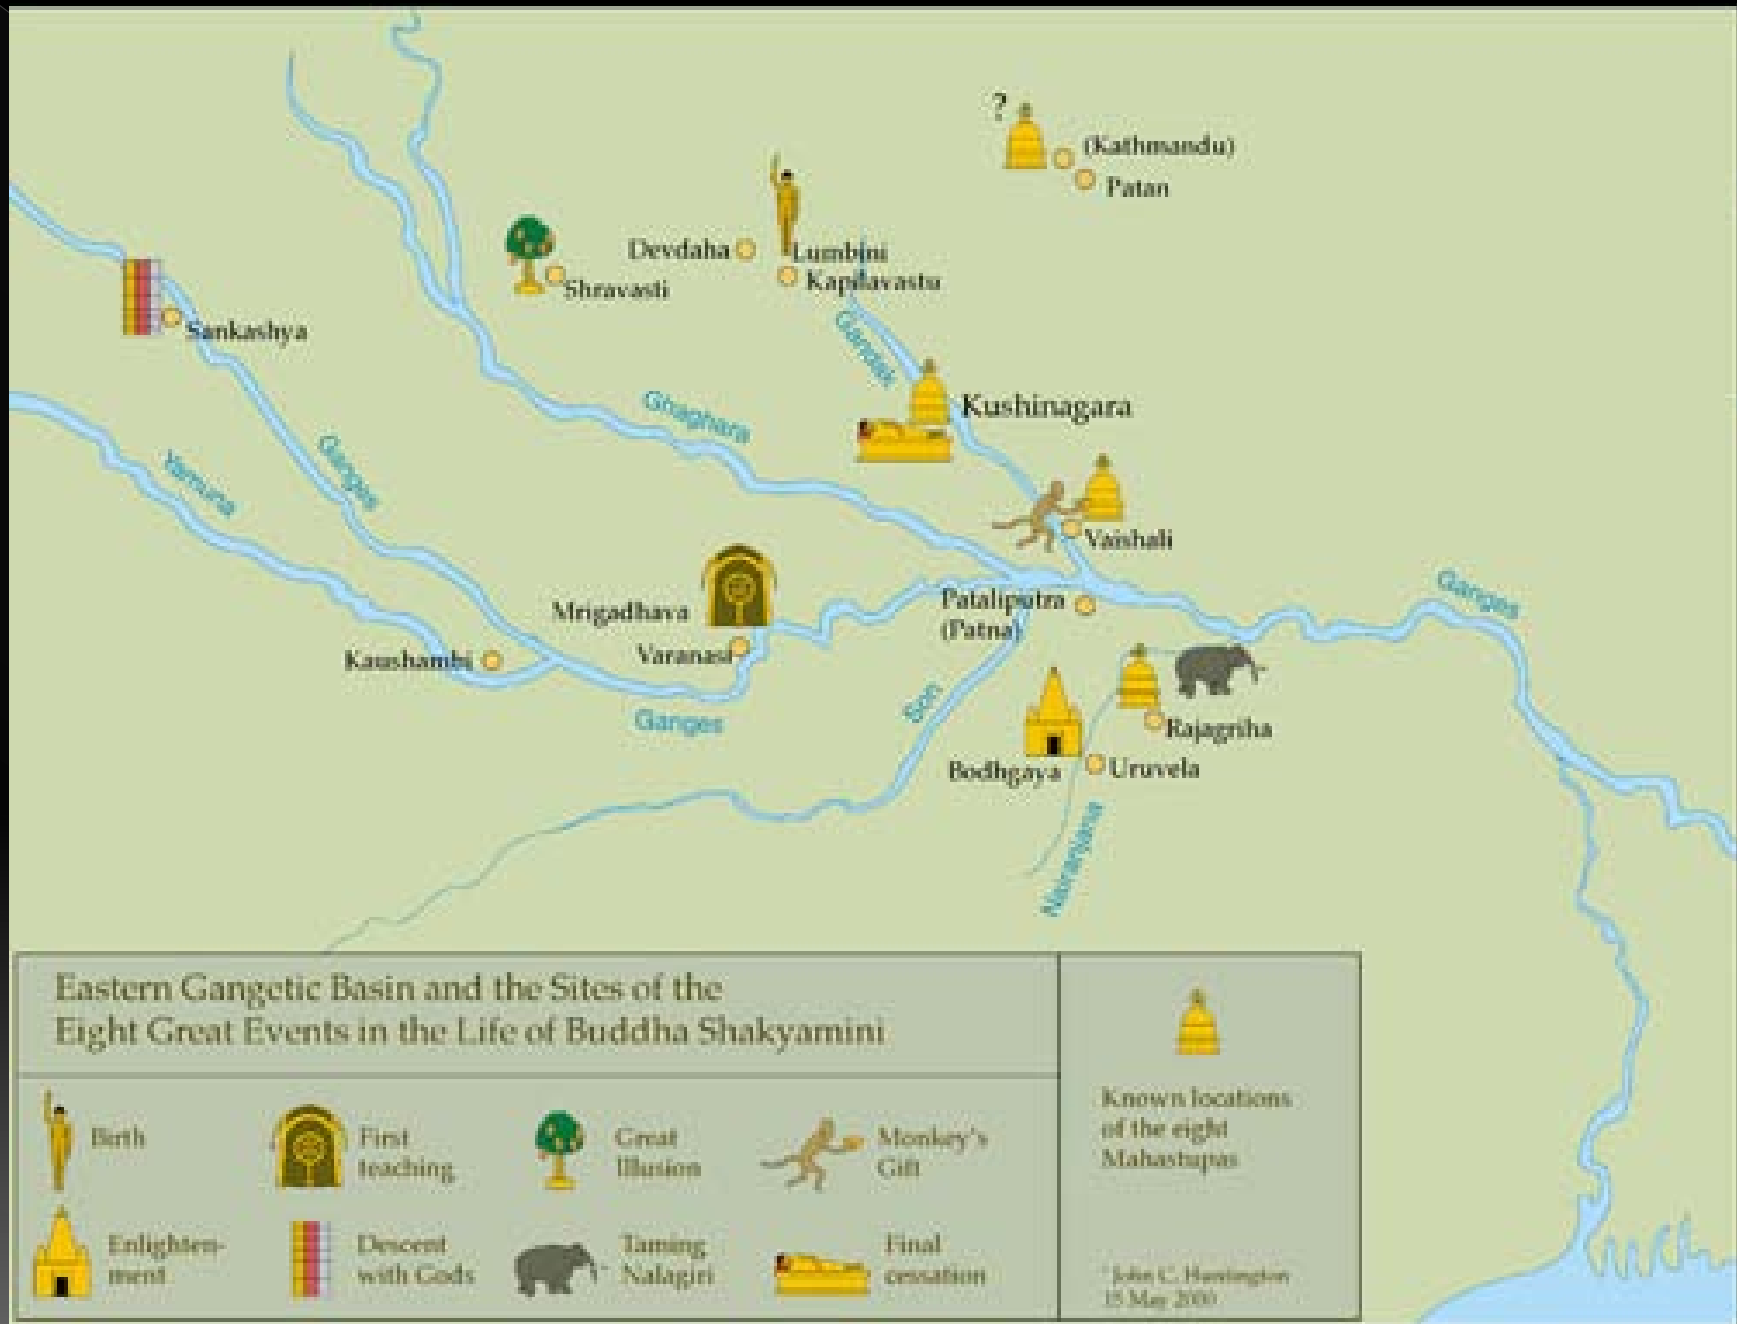 ?
(Kathmandu)
Patan
Devdaha
Lumbini
Kapilavastu
Shravasti
Sankashya
Gandak
Ghaghara
Kushinagara
Ganges
Yamuna
Vaishali
Ganges
Mrigadhava
Pataliputra
(Patna)
Kaushambi
Varanasi
Ganges
Son
Rajagriha
Bodhgaya
Uruvela
Nairanjana
Eastern Gangetic Basin and the Sites of the
Eight Great Events in the Life of Buddha Shakyamini
Birth
First
teaching
Great
Illusion
Monkey's
Gift
Enlighten-
ment
Descent
with Gods
Taming
Nalagiri
Final
cessation
Known locations
of the eight
Mahastupas
John C. Huntington
15 May 2000